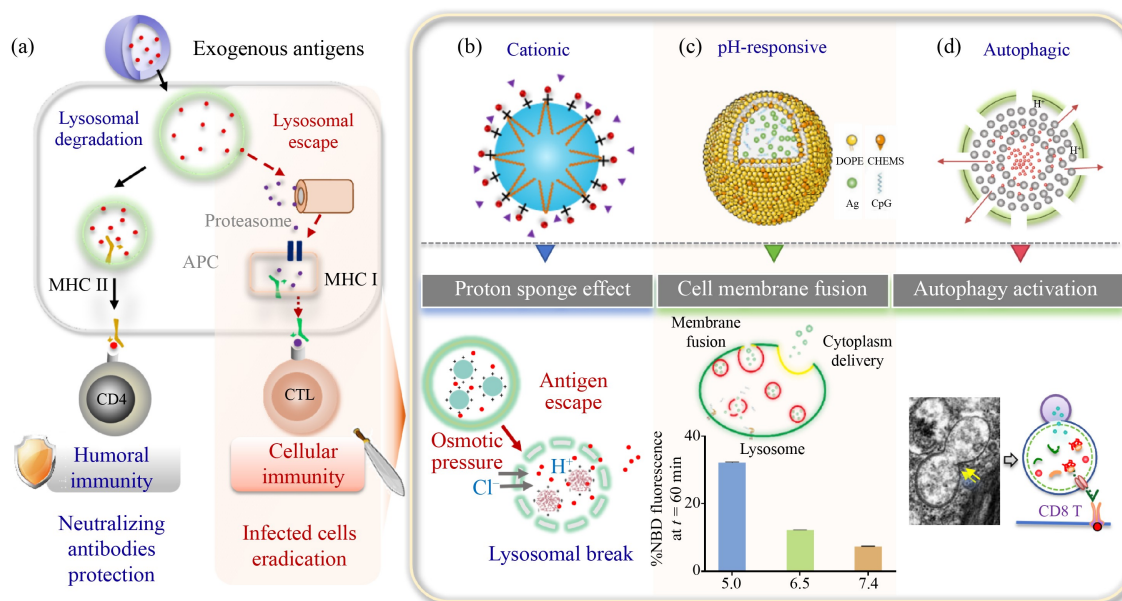 (a)
Exogenous antigens
Lysosomal
degradation
Lysosomal
escape
Proteasome
APC
MHC II
MHC I
CD4
CTL
Humoral
immunity
Cellular
immunity
Neutralizing
antibodies
protection
Infected cells
eradication
(b)
Cationic
(c)
pH-responsive
DOPE
CHEMS
Ag
CpG
(d)
Autophagic
H⁺
H⁺
Proton sponge effect
Cell membrane fusion
Autophagy activation
Antigen
escape
Osmotic
pressure
H⁺
Cl⁻
Lysosomal break
Membrane
fusion
Cytoplasm
delivery
Lysosome
%NBD fluorescence
at t = 60 min
40
20
0
5.0
6.5
7.4
CD8 T